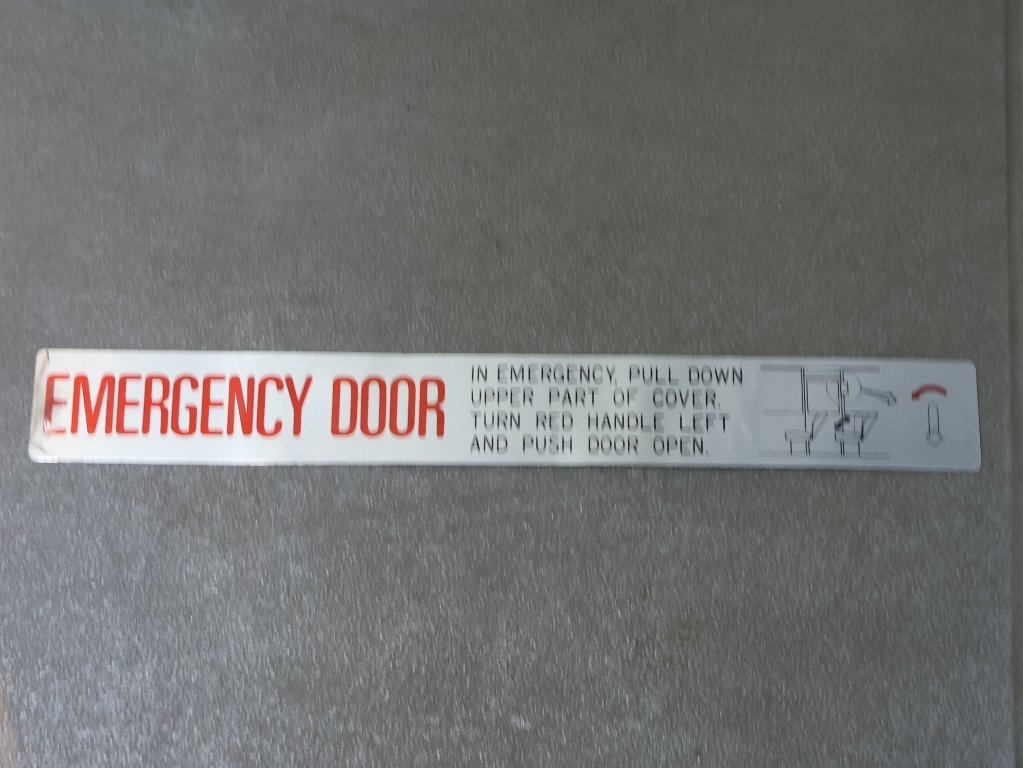 EMERGENCY DOOR
IN EMERGENCY, PULL DOWN
UPPER PART OF COVER,
TURN RED HANDLE LEFT
AND PUSH DOOR OPEN.